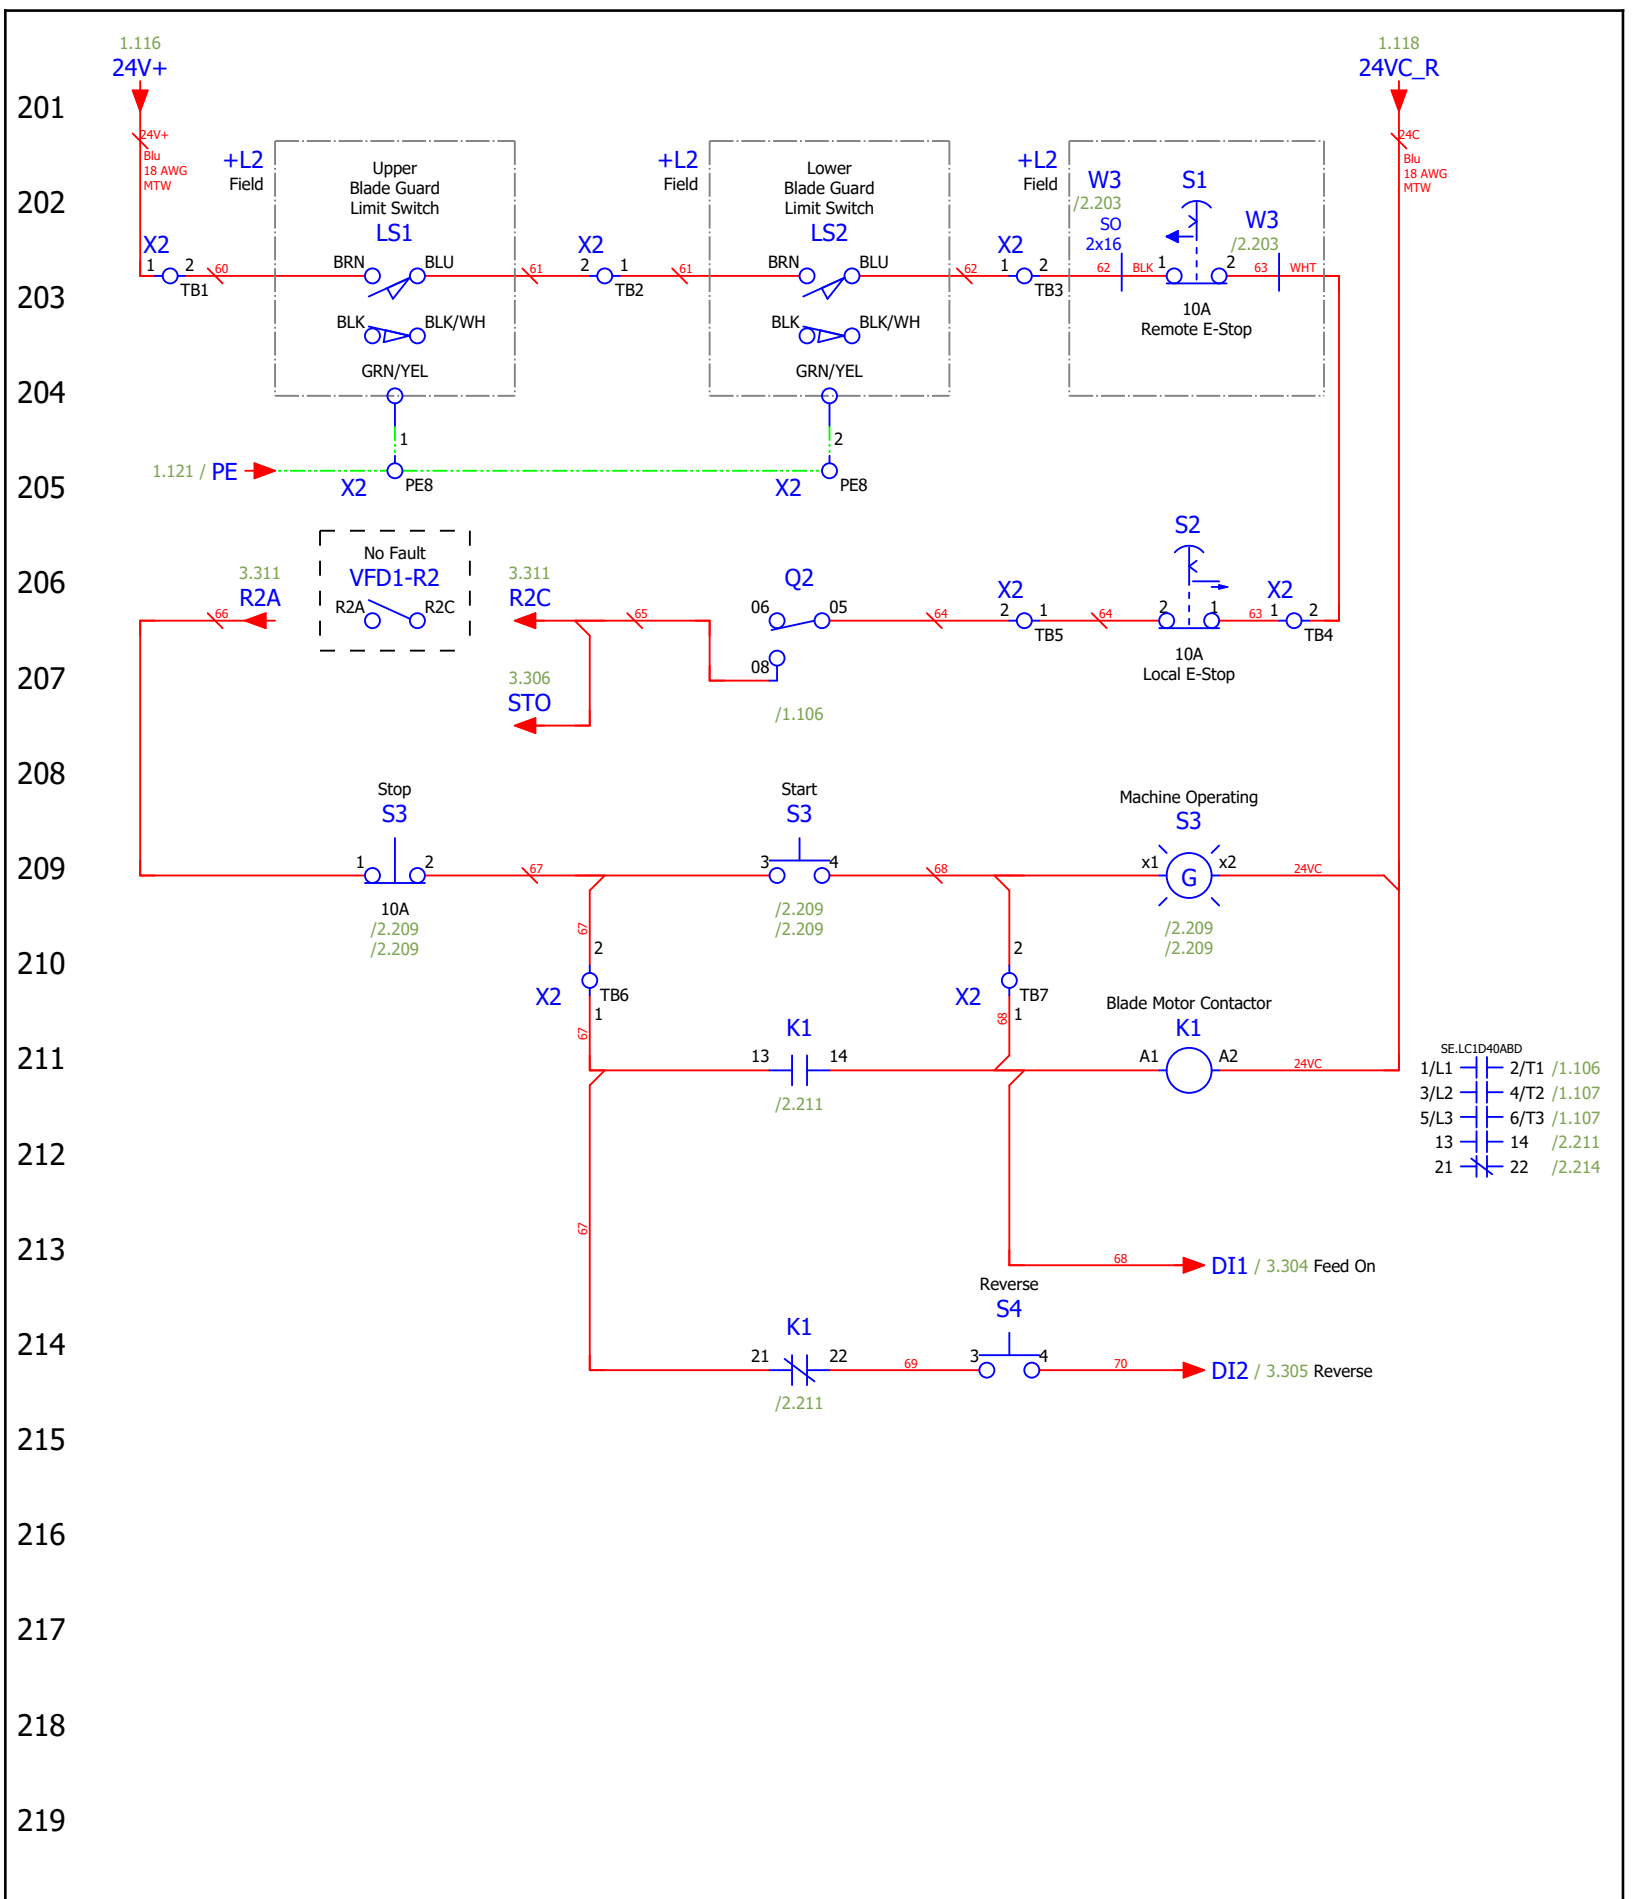 1.116
24V+
1.118
24VC_R
201
24V+
Blu
18 AWG
MTW
24C
Blu
18 AWG
MTW
+L2
Field
Upper
Blade Guard
Limit Switch
LS1
+L2
Field
Lower
Blade Guard
Limit Switch
LS2
+L2
Field
W3
/2.203
SO
2x16
S1
W3
/2.203
202
X2
1 2
TB1
60
BRN
BLU
61
X2
2 1
TB2
61
BRN
BLU
62
X2
1 2
TB3
62
BLK
1
2
63
WHT
203
BLK
BLK/WH
BLK
BLK/WH
10A
Remote E-Stop
GRN/YEL
GRN/YEL
204
1
2
1.121 / PE
X2
PE8
X2
PE8
205
S2
No Fault
VFD1-R2
R2A
R2C
206
3.311
R2A
66
3.311
R2C
65
Q2
06
05
64
X2
2 1
TB5
64
2
1
63
X2
1 2
TB4
10A
Local E-Stop
207
08
3.306
STO
/1.106
208
Stop
S3
Start
S3
Machine Operating
S3
209
1
2
67
3
4
68
x1
G
x2
24VC
10A
/2.209
/2.209
/2.209
/2.209
/2.209
/2.209
210
67
2
X2
TB6
1
67
2
X2
TB7
1
68
Blade Motor Contactor
K1
K1
211
13
14
A1
A2
24VC
/2.211
SE.LC1D40ABD
1/L1 2/T1 /1.106
3/L2 4/T2 /1.107
5/L3 6/T3 /1.107
13 14 /2.211
21 22 /2.214
212
213
67
68
DI1 / 3.304 Feed On
Reverse
S4
214
K1
21
22
69
3
4
70
DI2 / 3.305 Reverse
/2.211
215
216
217
218
219